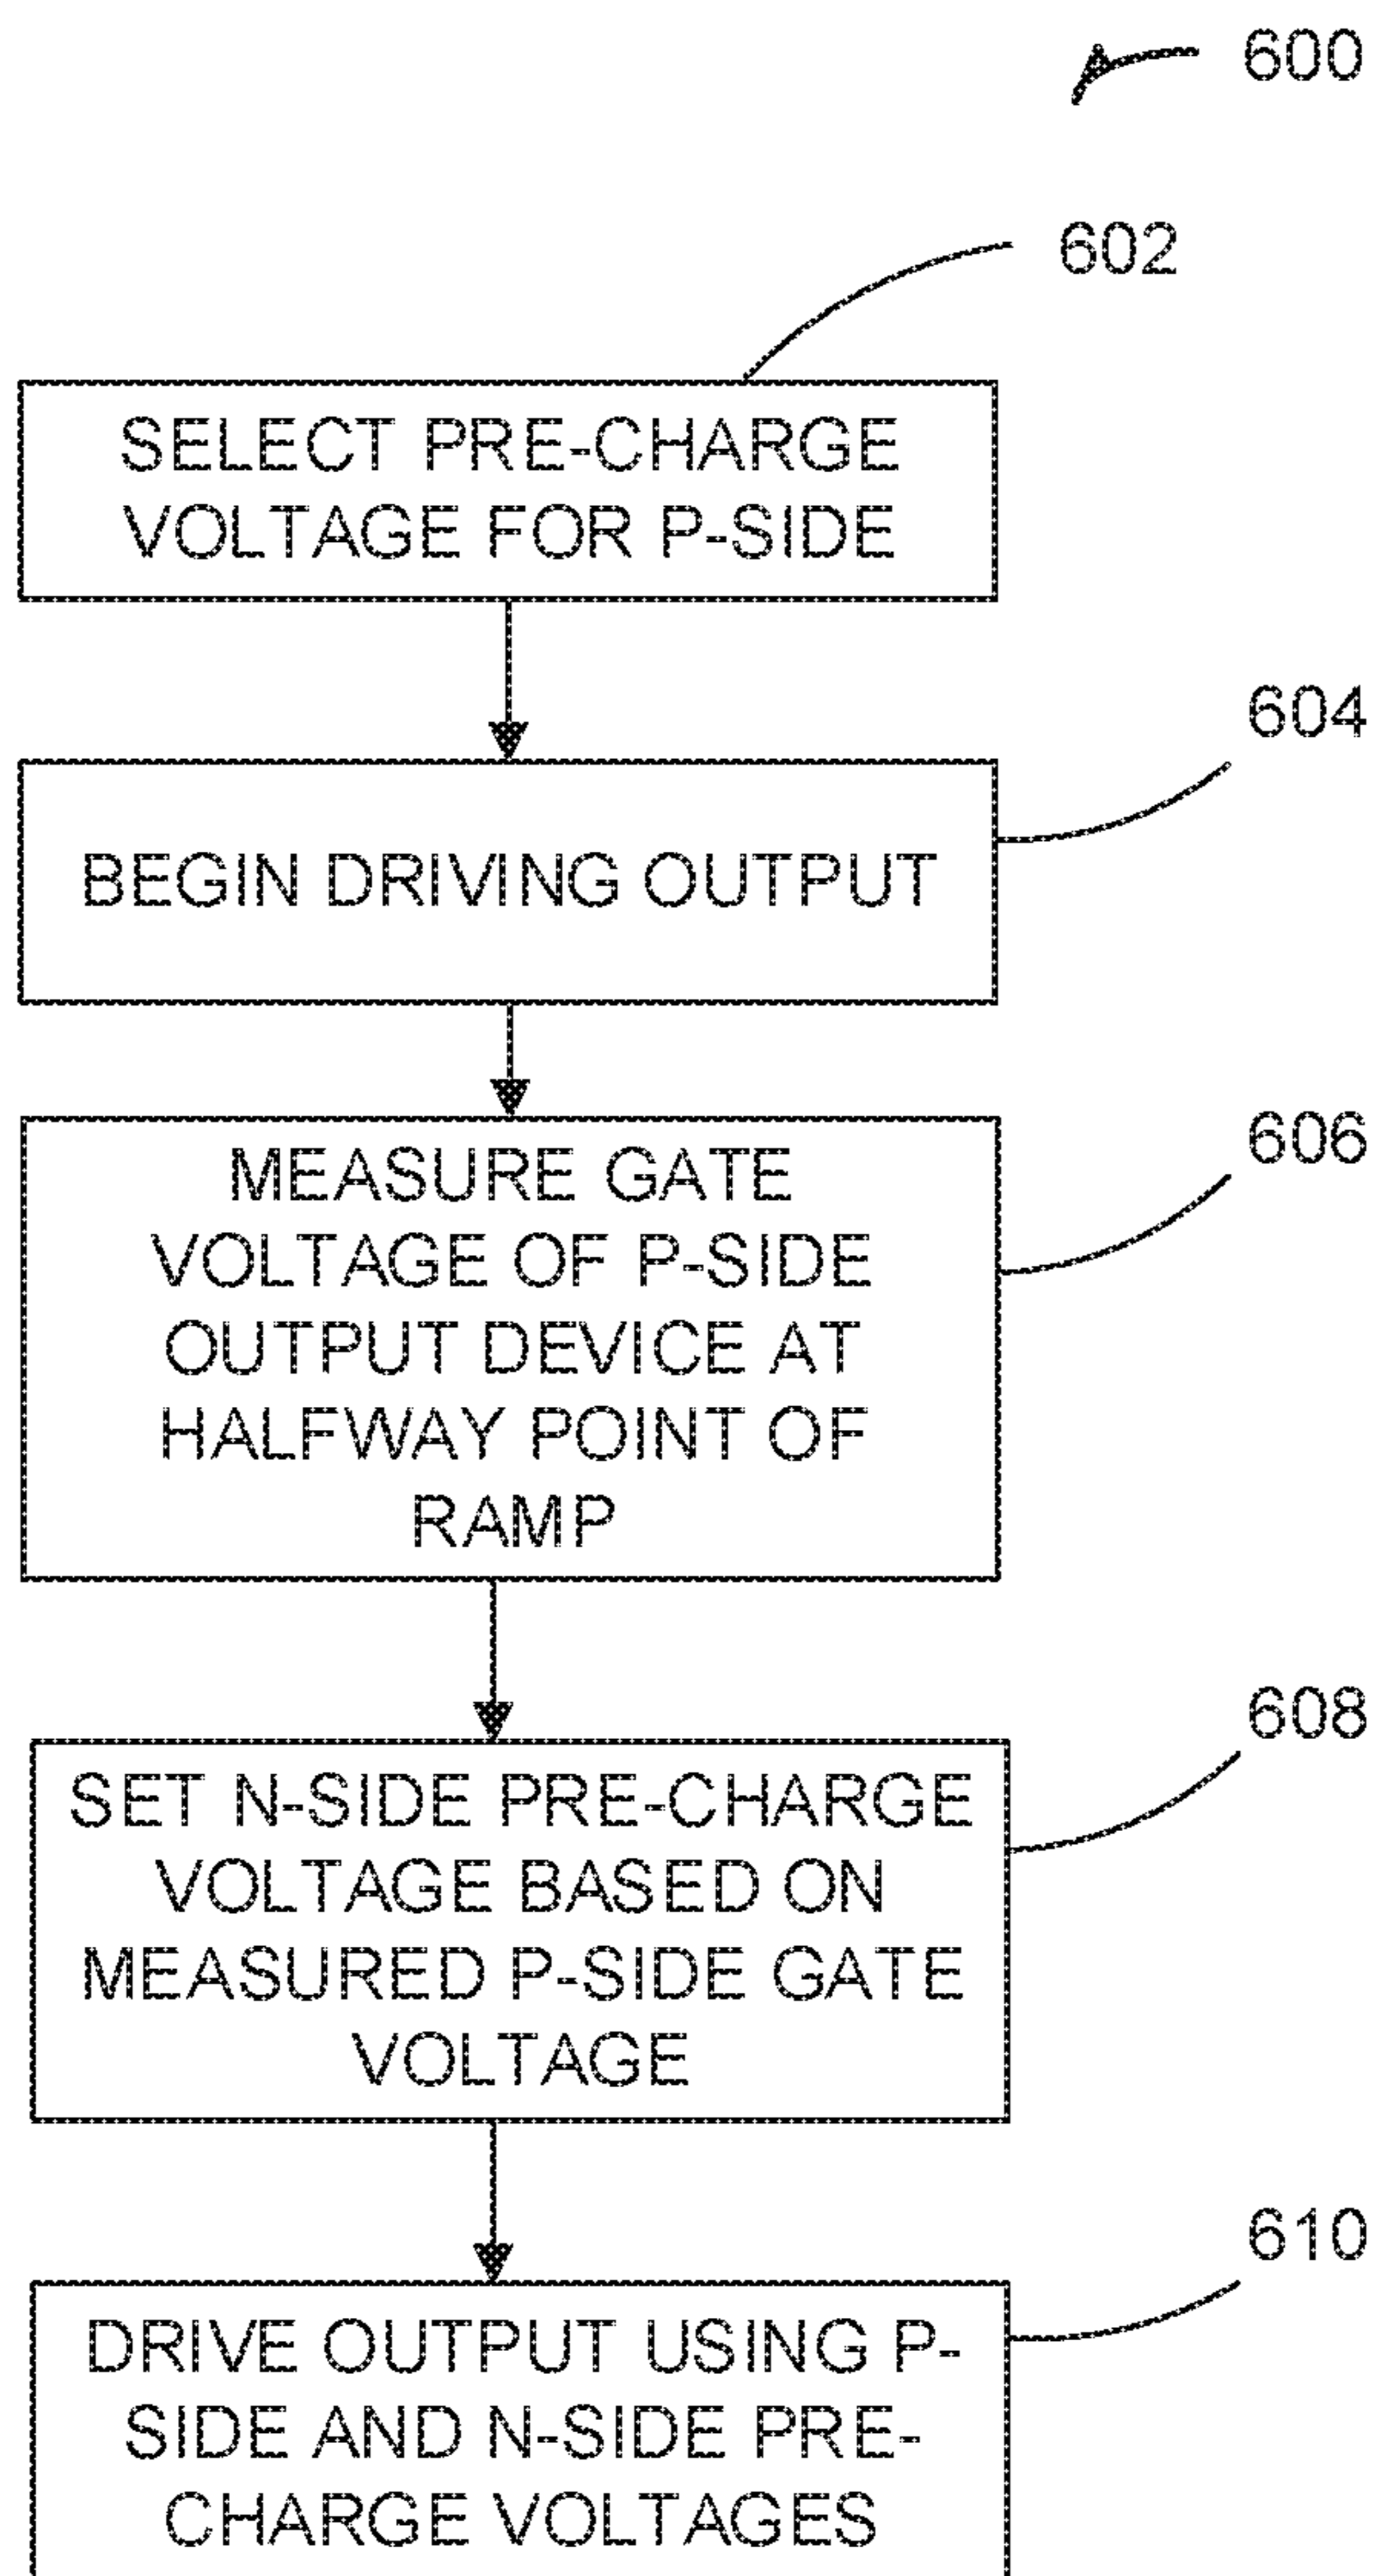 600
602
SELECT PRE-CHARGE
VOLTAGE FOR P-SIDE
604
BEGIN DRIVING OUTPUT
606
MEASURE GATE
VOLTAGE OF P-SIDE
OUTPUT DEVICE AT
HALFWAY POINT OF
RAMP
608
SET N-SIDE PRE-CHARGE
VOLTAGE BASED ON
MEASURED P-SIDE GATE
VOLTAGE
610
DRIVE OUTPUT USING P-
SIDE AND N-SIDE PRE-
CHARGE VOLTAGES